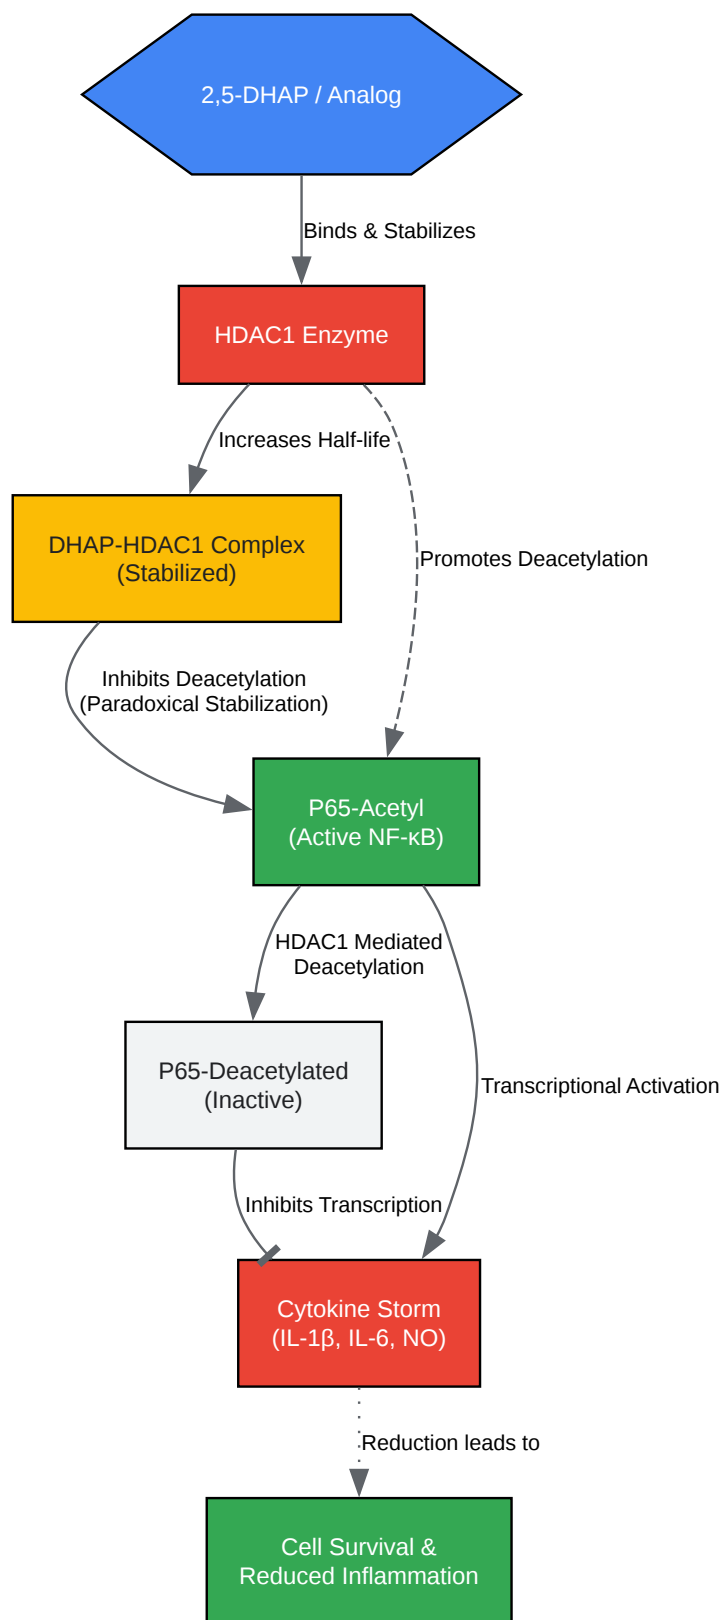 2,5-DHAP / Analog
Binds & Stabilizes
HDAC1 Enzyme
Increases Half-life
DHAP-HDAC1 Complex
(Stabilized)
Promotes Deacetylation
Inhibits Deacetylation
(Paradoxical Stabilization)
P65-Acetyl
(Active NF-κB)
HDAC1 Mediated
Deacetylation
P65-Deacetylated
(Inactive)
Transcriptional Activation
Inhibits Transcription
Cytokine Storm
(IL-1β, IL-6, NO)
Reduction leads to
Cell Survival &
Reduced Inflammation